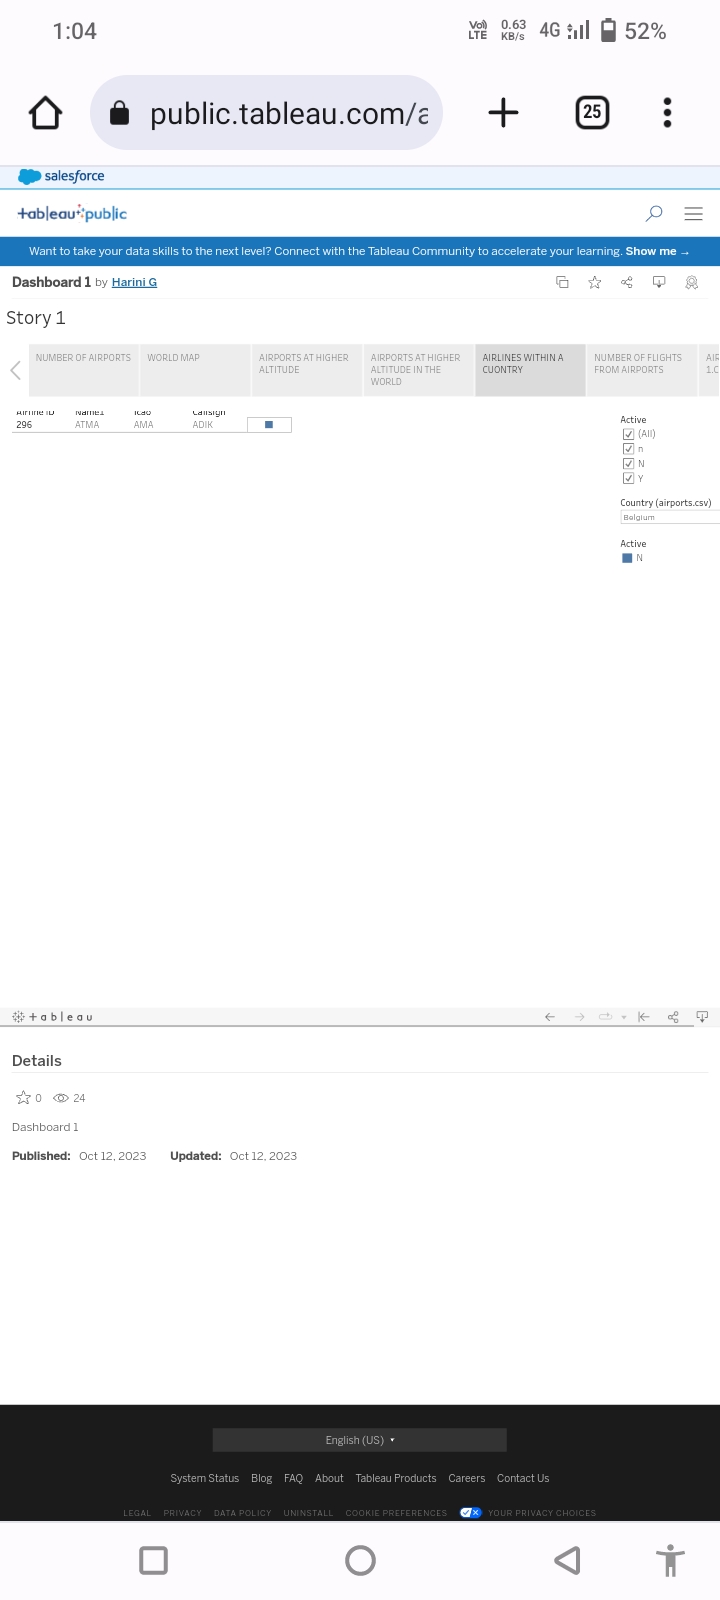 1:04 Vo) LTE 0.63 KB/s 4G 52%
public.tableau.com/a 25
salesforce
+ableau public
Want to take your data skills to the next level? Connect with the Tableau Community to accelerate your learning. Show me →
Dashboard 1 by Harini G
Story 1
NUMBER OF AIRPORTS
WORLD MAP
AIRPORTS AT HIGHER
ALTITUDE
AIRPORTS AT HIGHER
ALTITUDE IN THE
WORLD
AIRLINES WITHIN A
CUONTRY
NUMBER OF FLIGHTS
FROM AIRPORTS
AIR
1.C
Airline ID Name1 Icao Callsign
296 ATMA AMA ADIK
Active
(All)
n
N
Y
Country (airports.csv)
Belgium
Active
N
+ableau
Details
0 24
Dashboard 1
Published: Oct 12, 2023 Updated: Oct 12, 2023
English (US)
System Status Blog FAQ About Tableau Products Careers Contact Us
LEGAL PRIVACY DATA POLICY UNINSTALL COOKIE PREFERENCES YOUR PRIVACY CHOICES